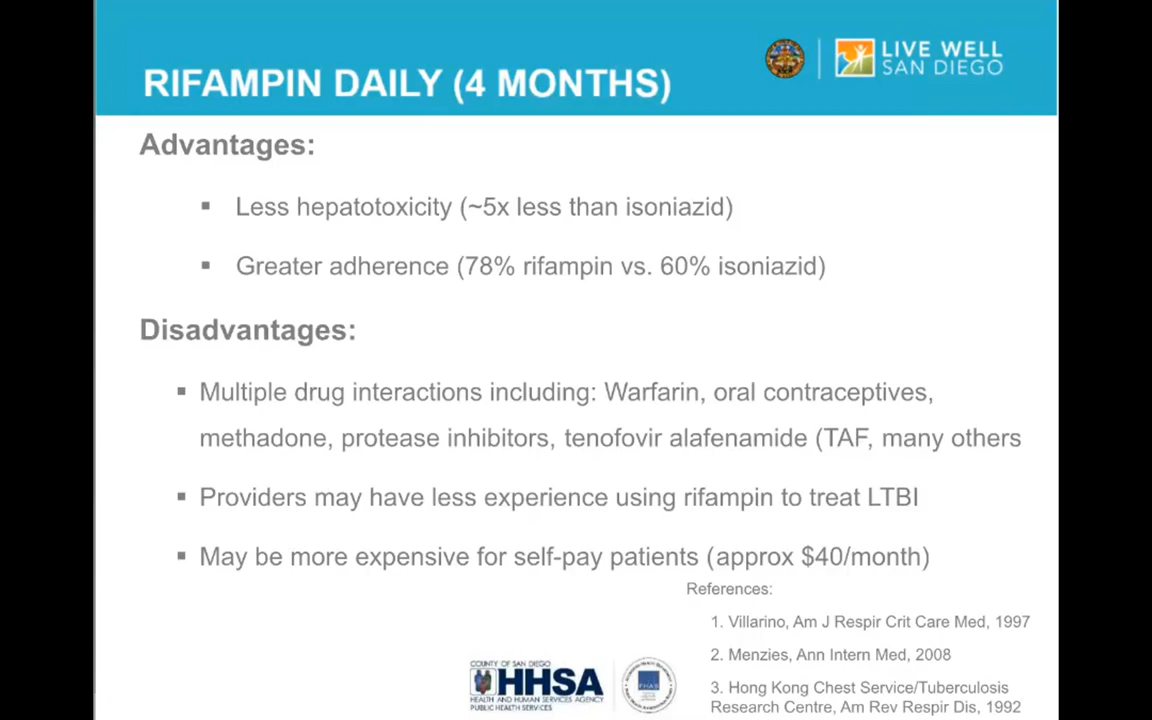 RIFAMPIN DAILY (4 MONTHS)
LIVE WELL
SAN DIEGO
Advantages:
▪ Less hepatotoxicity (~5x less than isoniazid)
▪ Greater adherence (78% rifampin vs. 60% isoniazid)
Disadvantages:
▪ Multiple drug interactions including: Warfarin, oral contraceptives,
methadone, protease inhibitors, tenofovir alafenamide (TAF, many others
▪ Providers may have less experience using rifampin to treat LTBI
▪ May be more expensive for self-pay patients (approx $40/month)
References:
1. Villarino, Am J Respir Crit Care Med, 1997
2. Menzies, Ann Intern Med, 2008
3. Hong Kong Chest Service/Tuberculosis
Research Centre, Am Rev Respir Dis, 1992
COUNTY OF SAN DIEGO
HHSA
HEALTH AND HUMAN SERVICES AGENCY
PUBLIC HEALTH SERVICES
PHAB